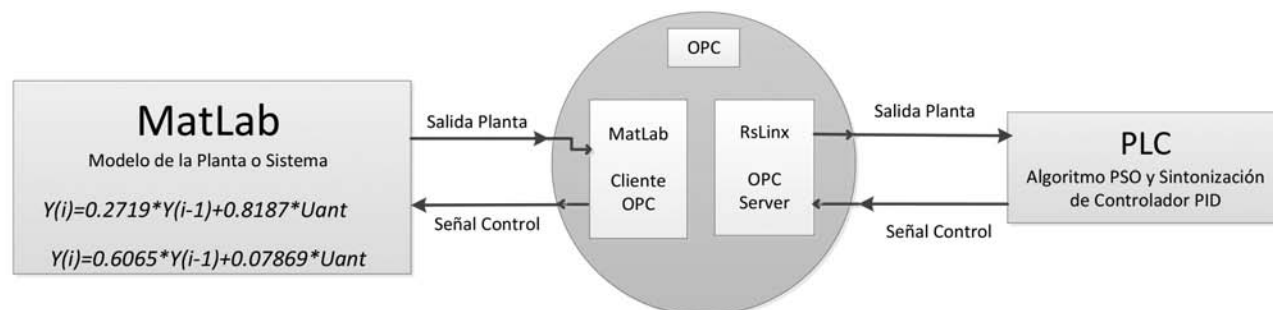 MatLab
Modelo de la Planta o Sistema
Y(i)=0.2719*Y(i-1)+0.8187*Uant
Y(i)=0.6065*Y(i-1)+0.07869*Uant
Salida Planta
Señal Control
OPC
MatLab
Cliente
OPC
RsLinx
OPC
Server
Salida Planta
Señal Control
PLC
Algoritmo PSO y Sintonización
de Controlador PID